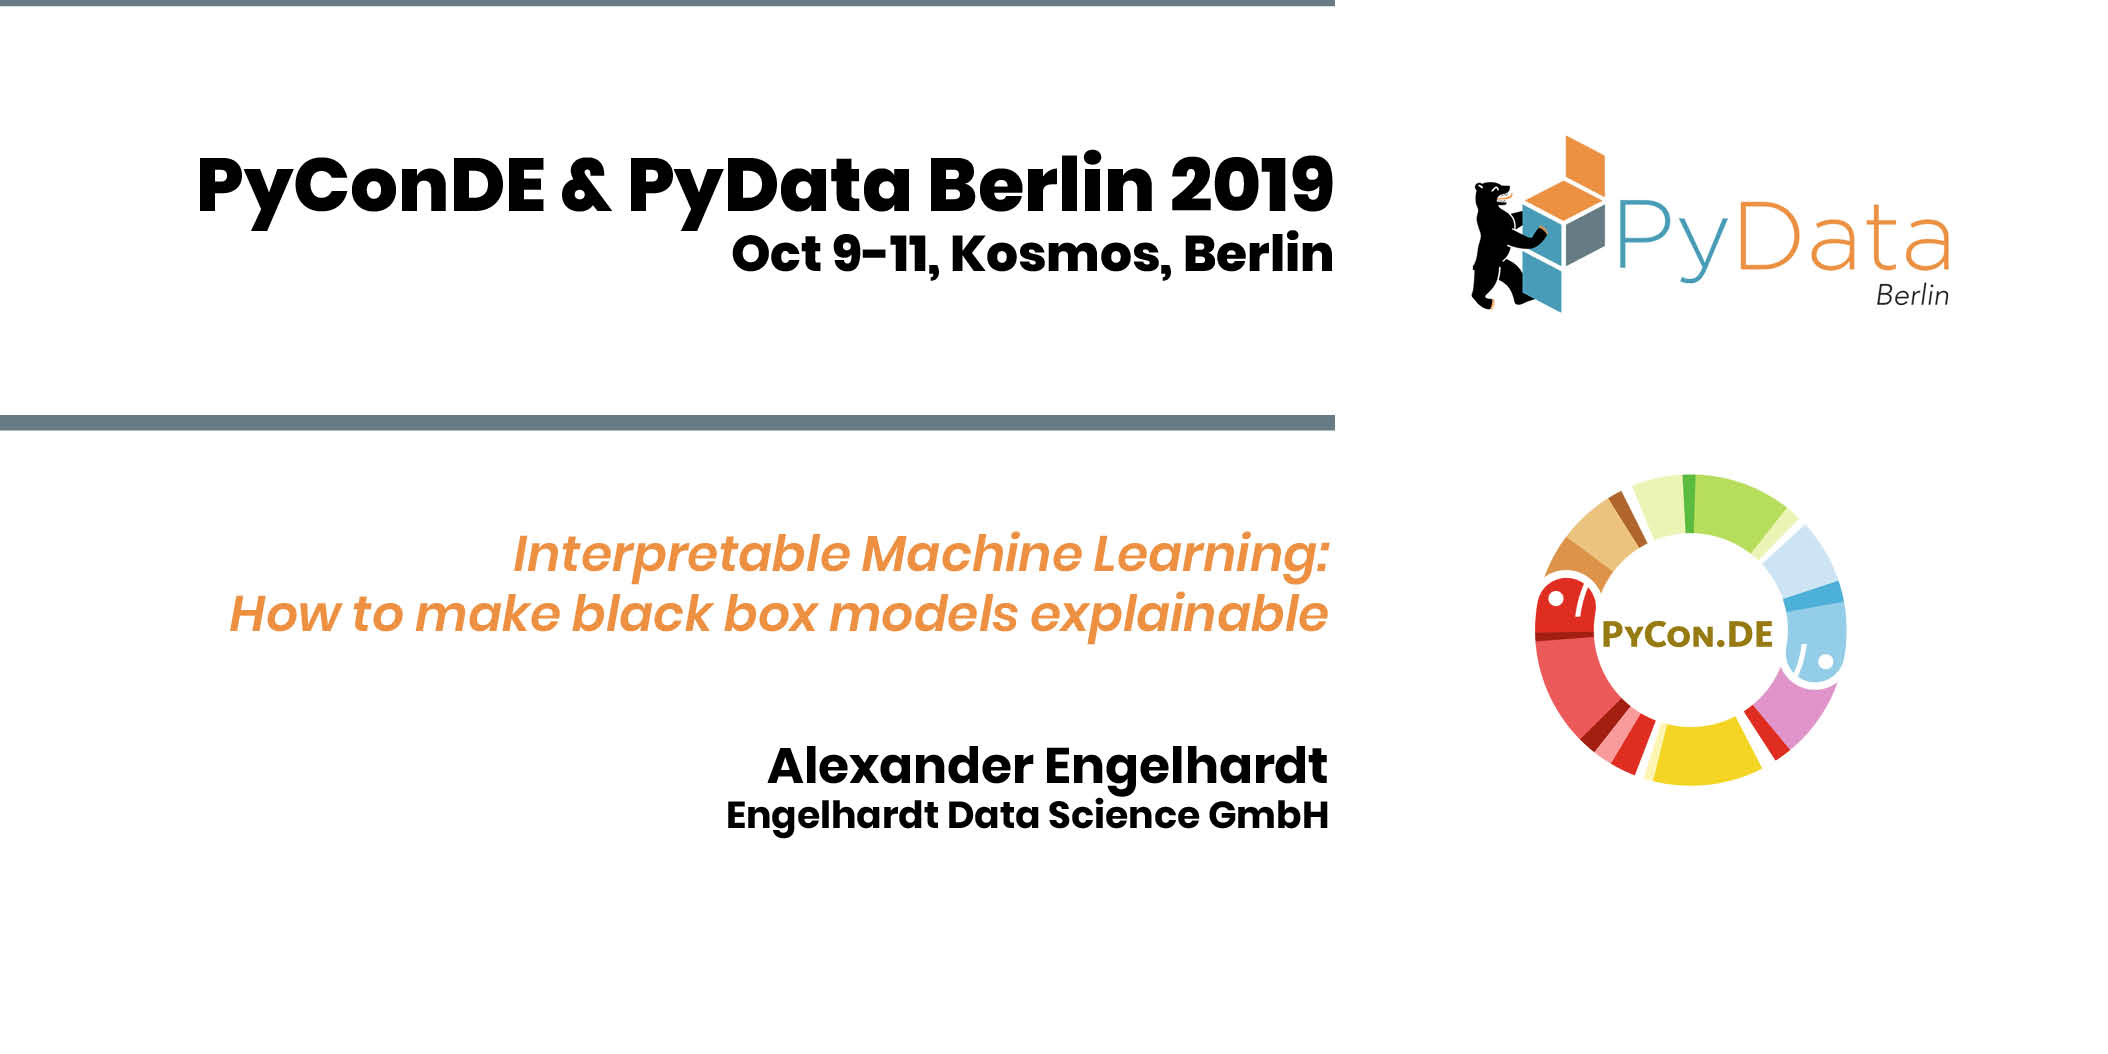 PyConDE & PyData Berlin 2019
Oct 9-11, Kosmos, Berlin
PyData
Berlin
Interpretable Machine Learning:
How to make black box models explainable
PyCon.DE
Alexander Engelhardt
Engelhardt Data Science GmbH